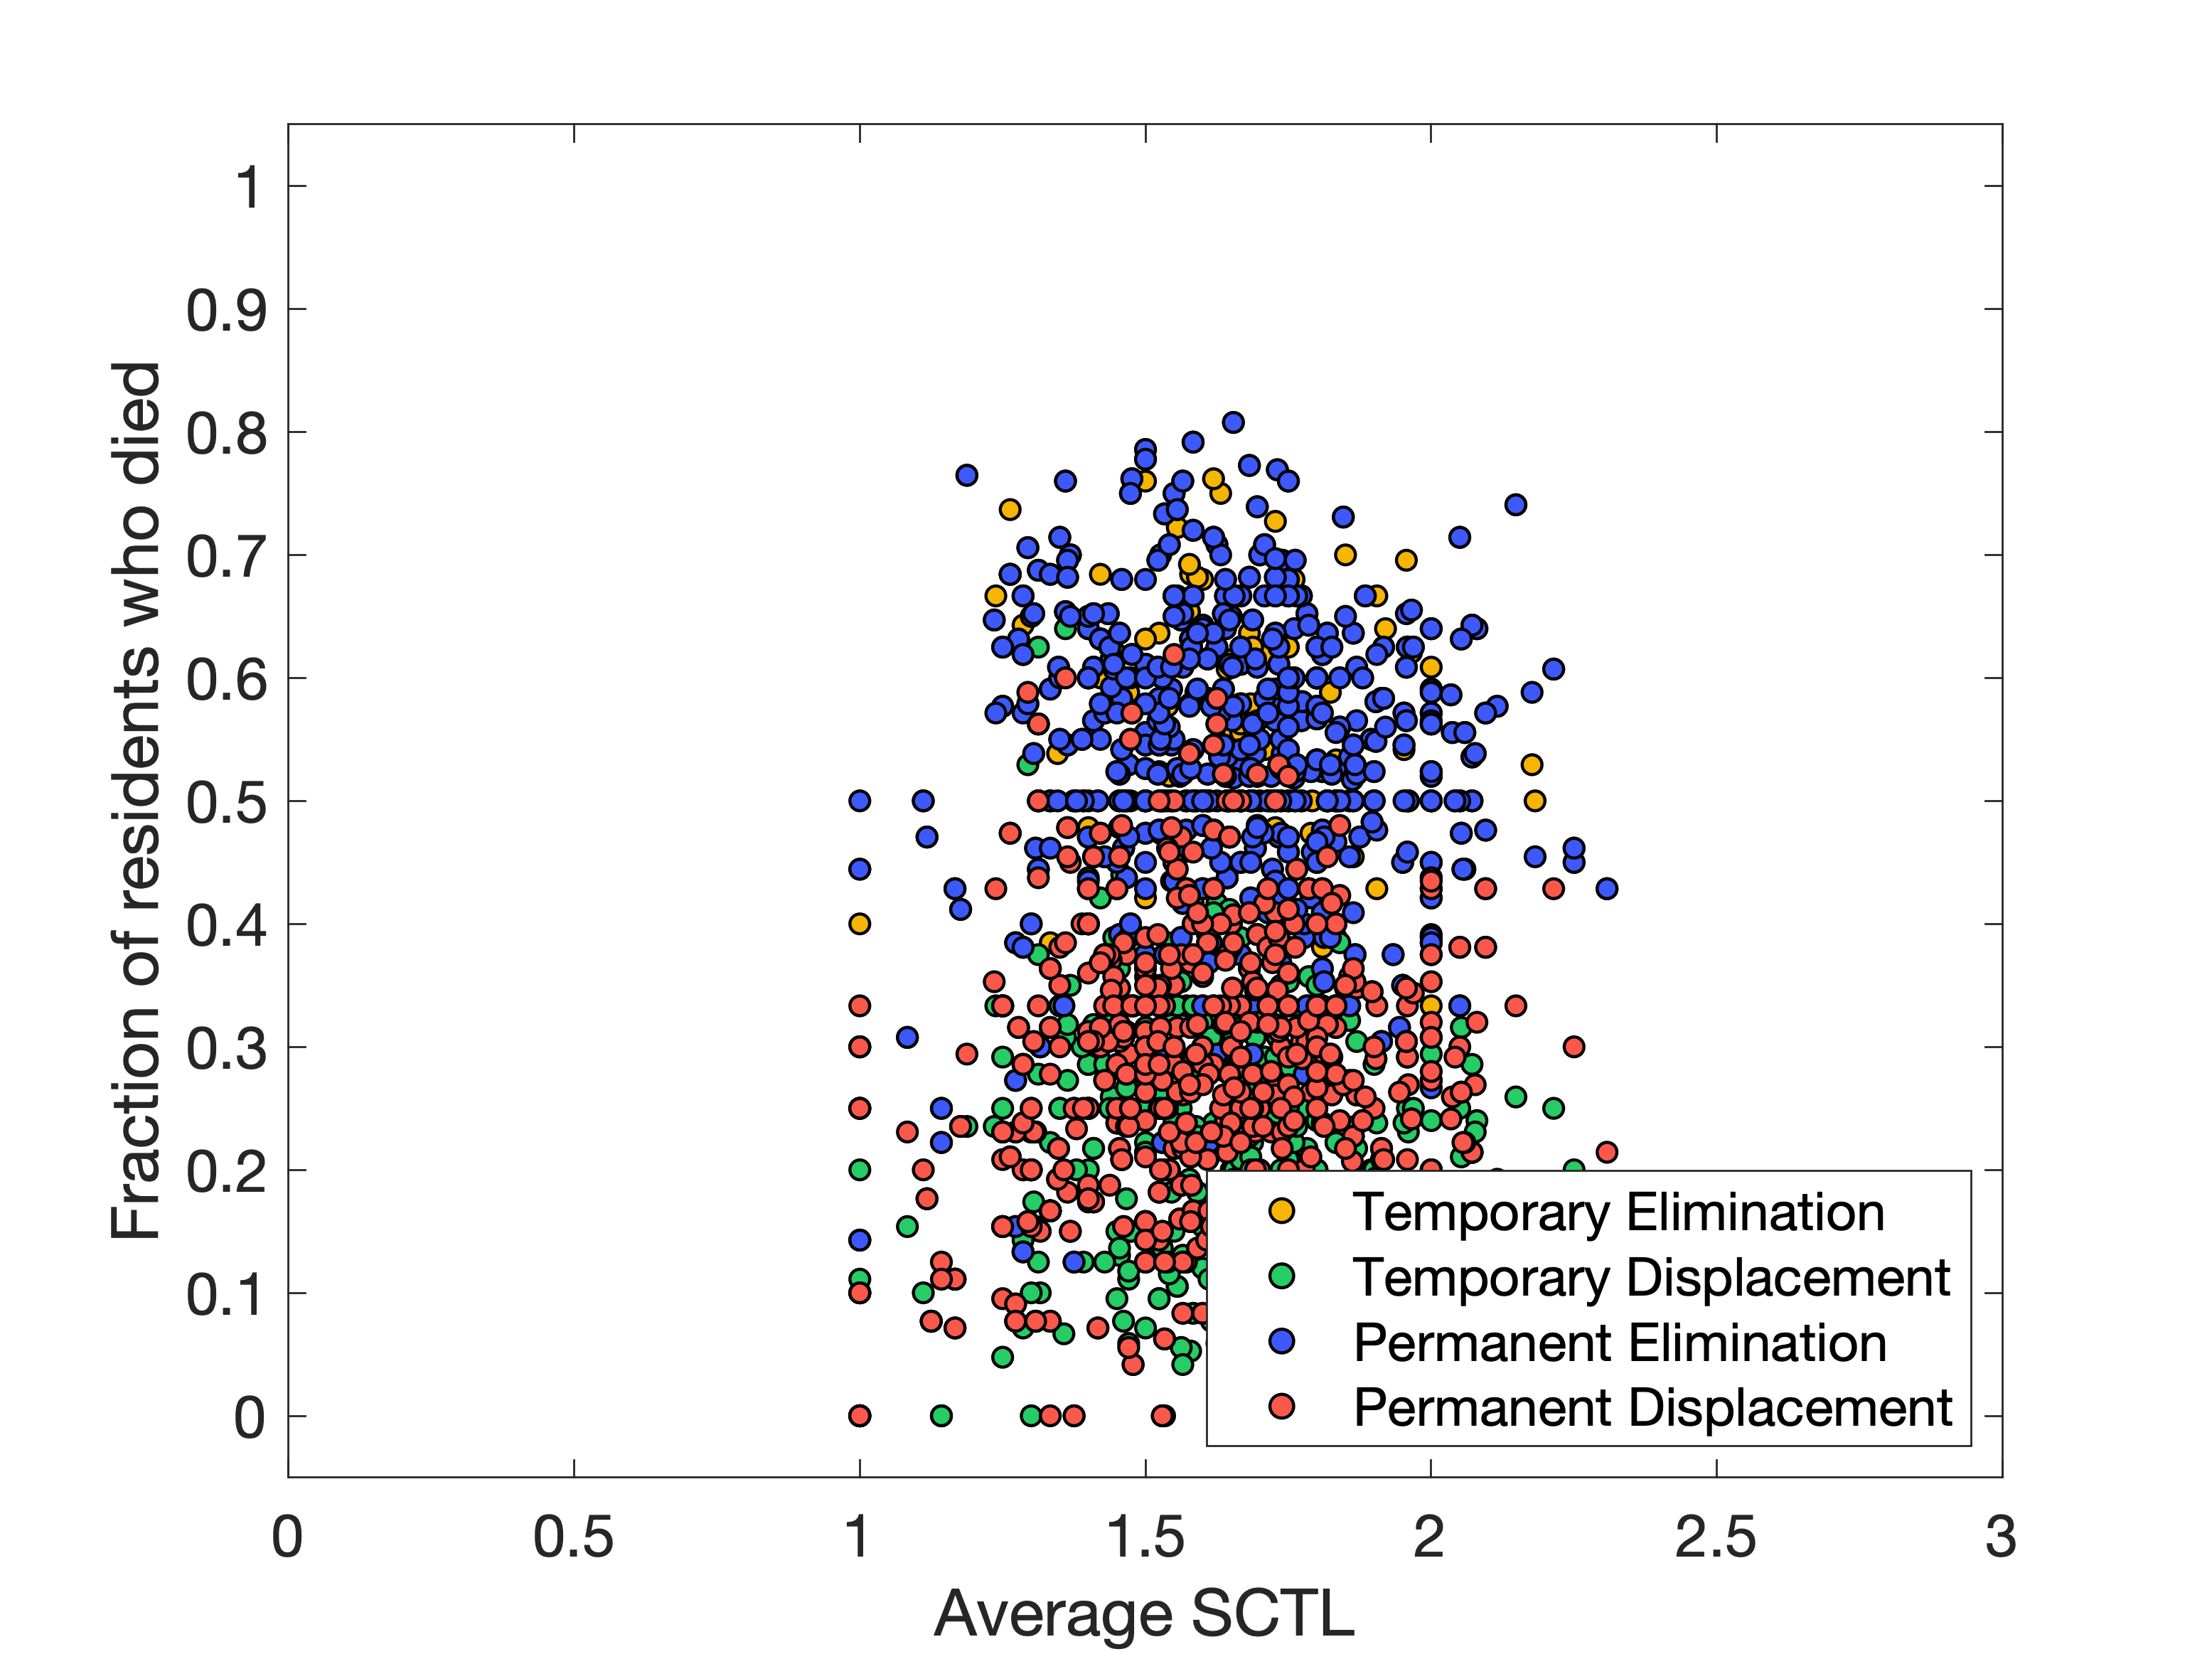 1
0.9
0.8
0.7
0.6
0.5
0.4
0.3
0.2
0.1
0
Fraction of residents who died
Temporary Elimination
Temporary Displacement
Permanent Elimination
Permanent Displacement
0 0.5 1 1.5 2 2.5 3
Average SCTL